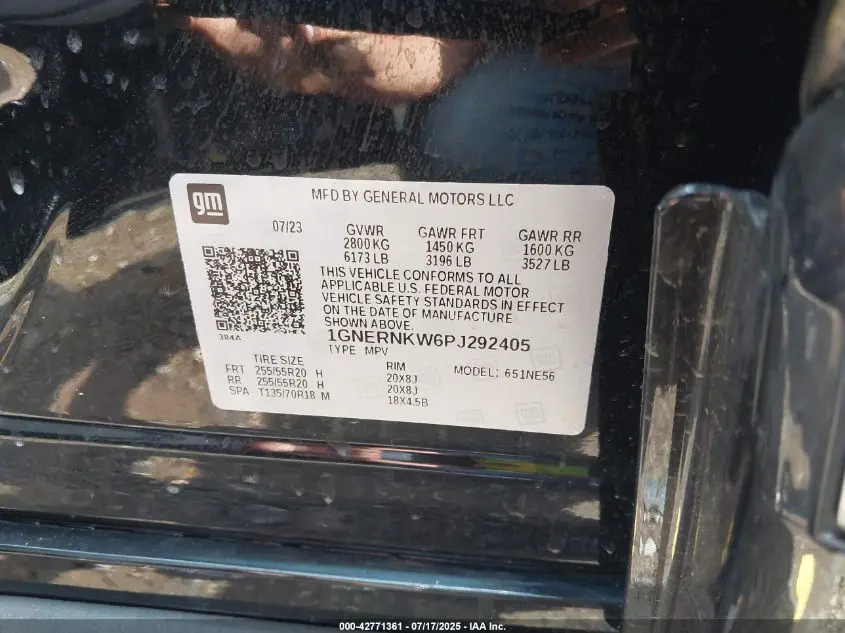 gm
MFD BY GENERAL MOTORS LLC
07/23 GVWR GAWR FRT GAWR RR
2800 KG 1450 KG 1600 KG
6173 LB 3196 LB 3527 LB
THIS VEHICLE CONFORMS TO ALL
APPLICABLE U.S. FEDERAL MOTOR
VEHICLE SAFETY STANDARDS IN EFFECT
ON THE DATE OF MANUFACTURE
SHOWN ABOVE.
384A
1GNERNKW6PJ292405
TYPE MPV
TIRE SIZE RIM MODEL: 651NE56
FRT 255/55R20 H 20X8J
RR 255/55R20 H 20X8J
SPA T135/70R18 M 18X4.5B
000-42771361 / 07/17/2025 - IAA Inc.